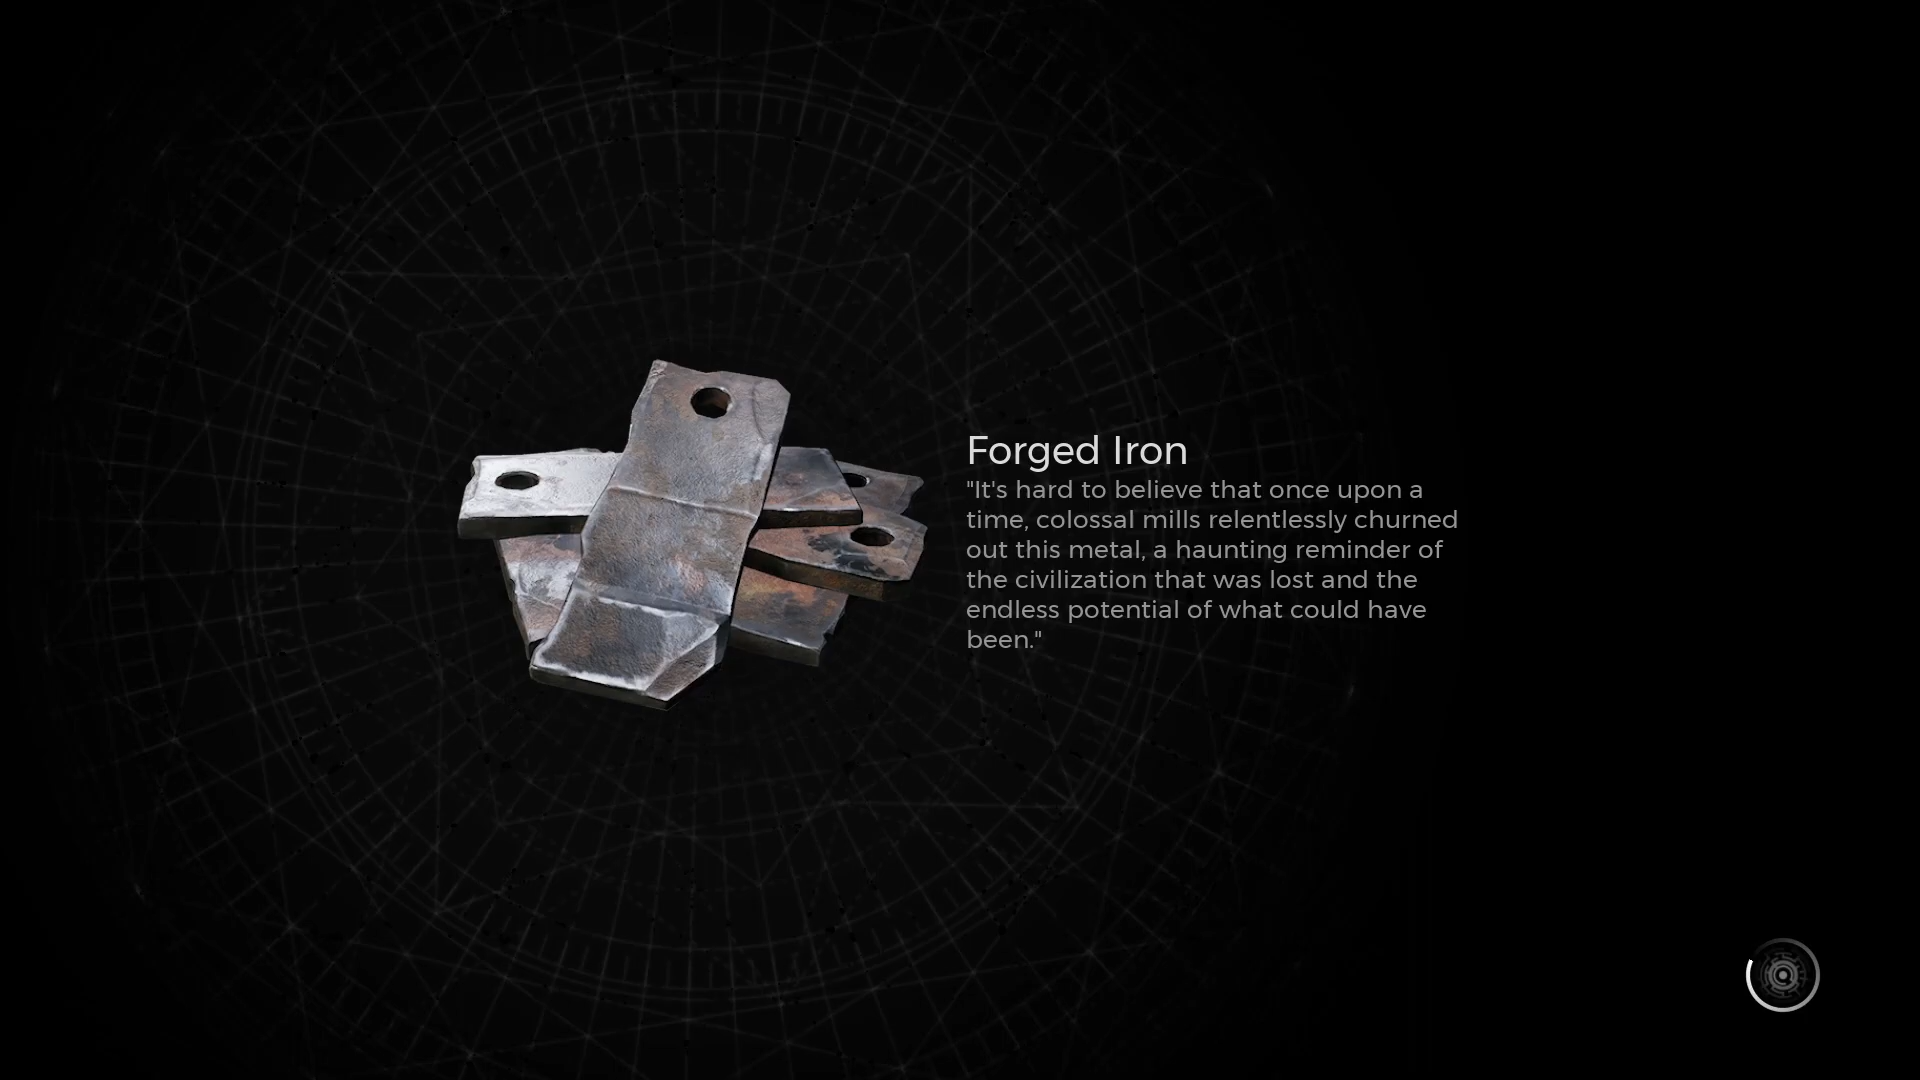 Forged Iron
"It's hard to believe that once upon a
time, colossal mills relentlessly churned
out this metal, a haunting reminder of
the civilization that was lost and the
endless potential of what could have
been."